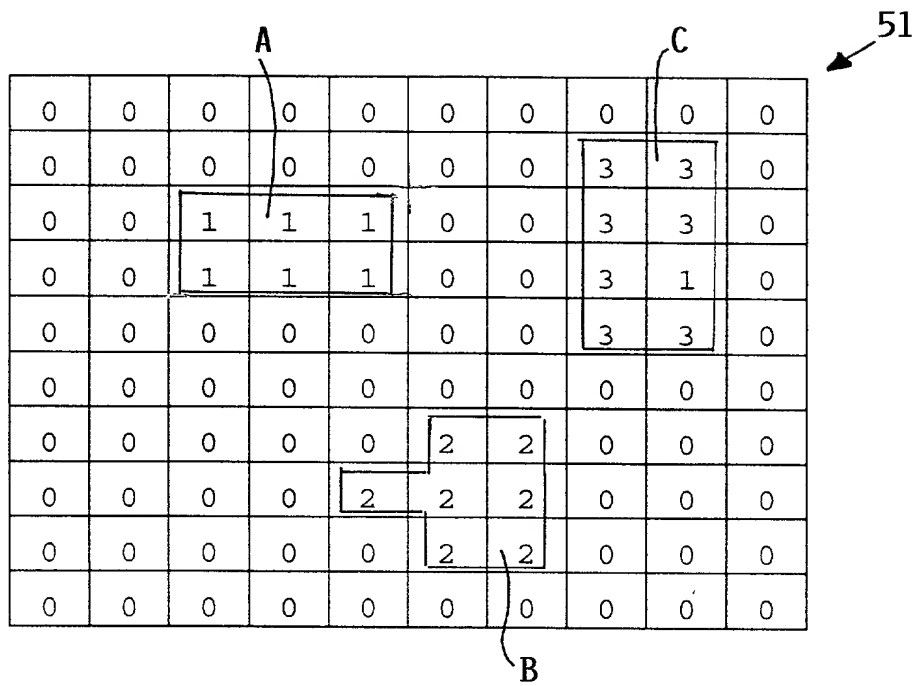 51
A C
0 0 0 0 0 0 0 0 0 0
0 0 0 0 0 0 0 3 3 0
0 0 1 1 1 0 0 3 3 0
0 0 1 1 1 0 0 3 1 0
0 0 0 0 0 0 0 3 3 0
0 0 0 0 0 0 0 0 0 0
0 0 0 0 0 2 2 0 0 0
0 0 0 0 2 2 2 0 0 0
0 0 0 0 0 2 2 0 0 0
0 0 0 0 0 0 0 0 0 0
B